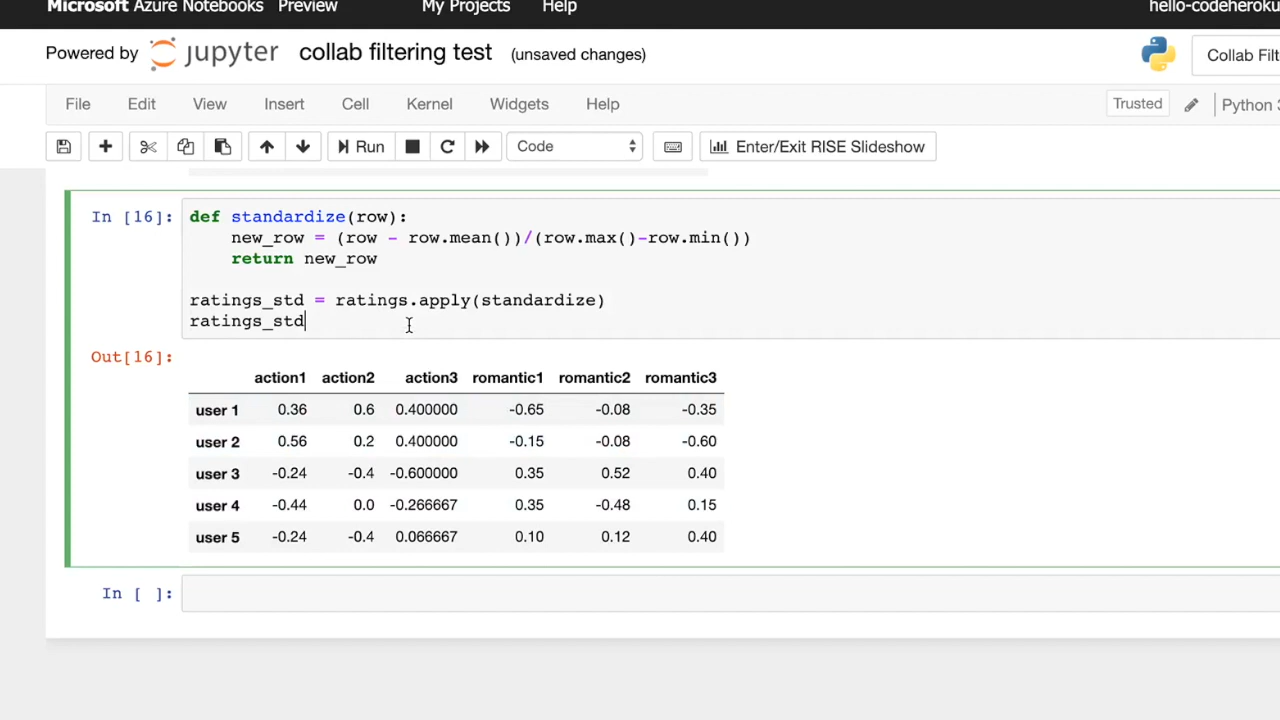 Microsoft Azure Notebooks Preview My Projects Help hello-codeheroku
Powered by jupyter collab filtering test (unsaved changes) Collab Filt
File Edit View Insert Cell Kernel Widgets Help Trusted Python 3
Run Code Enter/Exit RISE Slideshow
In [16]: def standardize(row):
new_row = (row - row.mean())/(row.max()-row.min())
return new_row
ratings_std = ratings.apply(standardize)
ratings_std
Out[16]:
action1 action2 action3 romantic1 romantic2 romantic3
user 1 0.36 0.6 0.400000 -0.65 -0.08 -0.35
user 2 0.56 0.2 0.400000 -0.15 -0.08 -0.60
user 3 -0.24 -0.4 -0.600000 0.35 0.52 0.40
user 4 -0.44 0.0 -0.266667 0.35 -0.48 0.15
user 5 -0.24 -0.4 0.066667 0.10 0.12 0.40
In [ ]: